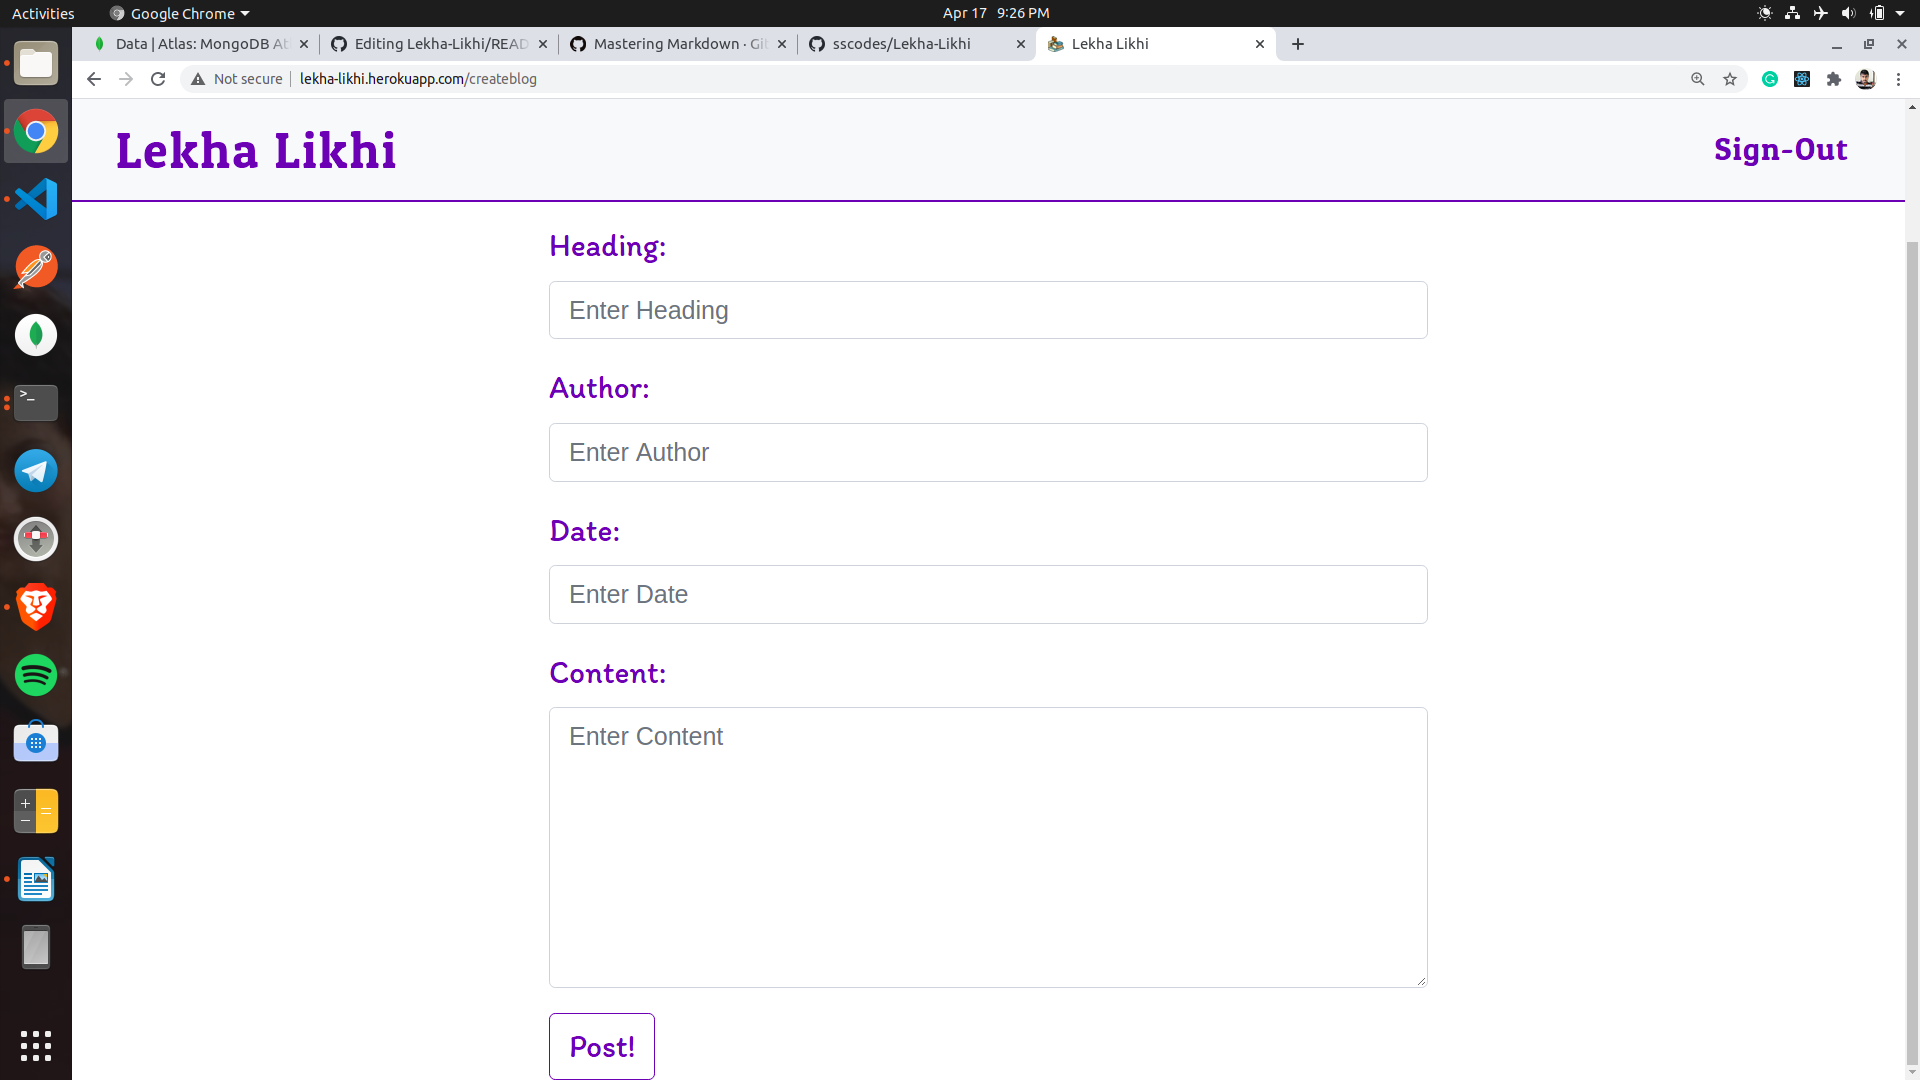 Activities
Google Chrome
Apr 17 9:26 PM
Data | Atlas: MongoDB At
Editing Lekha-Likhi/READ
Mastering Markdown · Git
sscodes/Lekha-Likhi
Lekha Likhi
Not secure
lekha-likhi.herokuapp.com/createblog
Lekha Likhi
Sign-Out
Heading:
Enter Heading
Author:
Enter Author
Date:
Enter Date
Content:
Enter Content
Post!